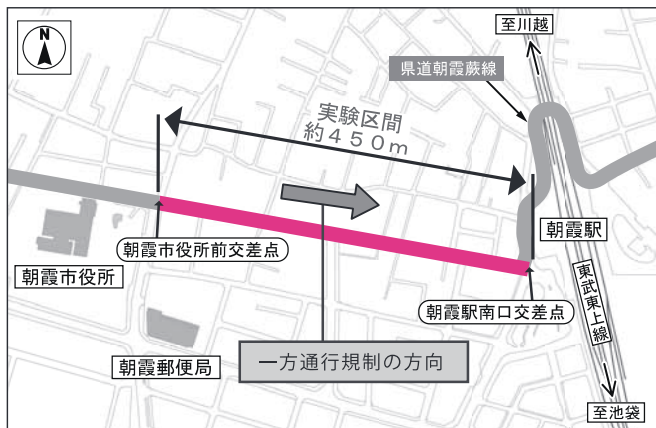 N
至川越
県道朝霞蕨線
実験区間
約450m
朝霞駅
朝霞市役所前交差点
朝霞市役所
朝霞駅南口交差点
東武東上線
一方通行規制の方向
朝霞郵便局
至池袋